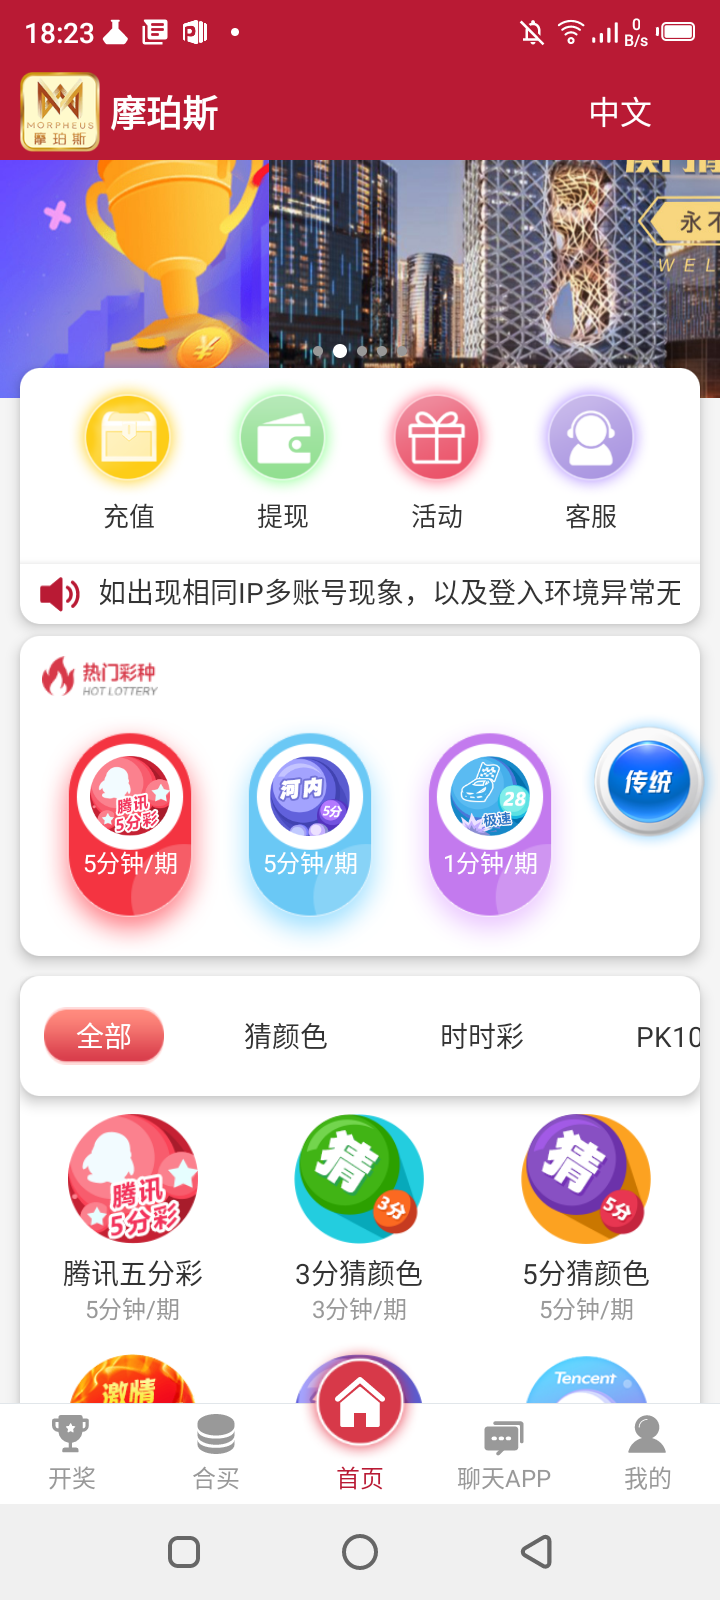 18:23
0
B/s
MORPHEUS
摩珀斯
摩珀斯
中文
永不
WEL
充值
提现
活动
客服
如出现相同IP多账号现象，以及登入环境异常无
热门彩种
HOT LOTTERY
腾讯
5分彩
河内
5分
28
极速
传统
5分钟/期
5分钟/期
1分钟/期
全部
猜颜色
时时彩
PK10
腾讯
5分彩
猜
3分
猜
5分
腾讯五分彩
3分猜颜色
5分猜颜色
5分钟/期
3分钟/期
5分钟/期
激情
Tencent
开奖
合买
首页
聊天APP
我的